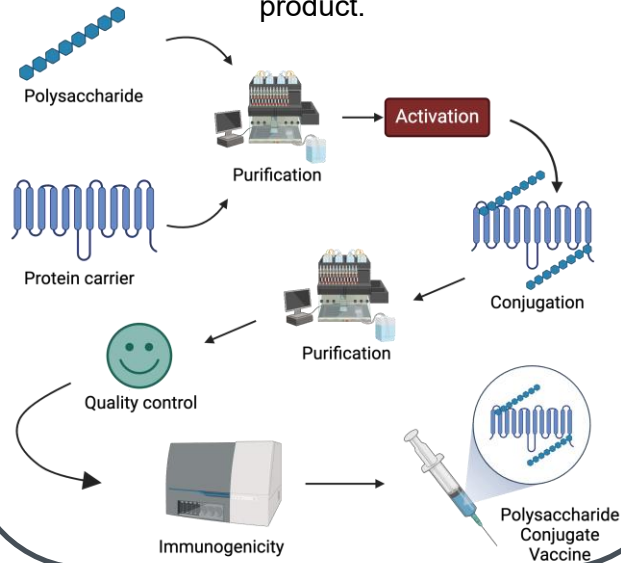 product.
Polysaccharide
Activation
Purification
Protein carrier
Conjugation
Purification
Quality control
Immunogenicity
Polysaccharide
Conjugate
Vaccine